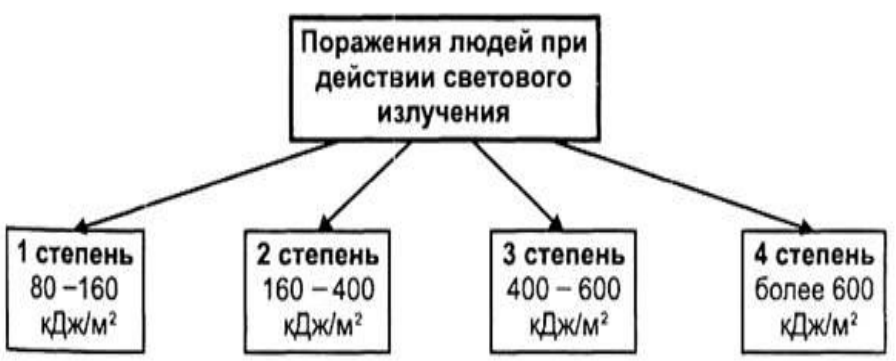 Поражения людей при
действии светового
излучения
1 степень
80 –160
кДж/м²
2 степень
160 – 400
кДж/м²
3 степень
400 – 600
кДж/м²
4 степень
более 600
кДж/м²